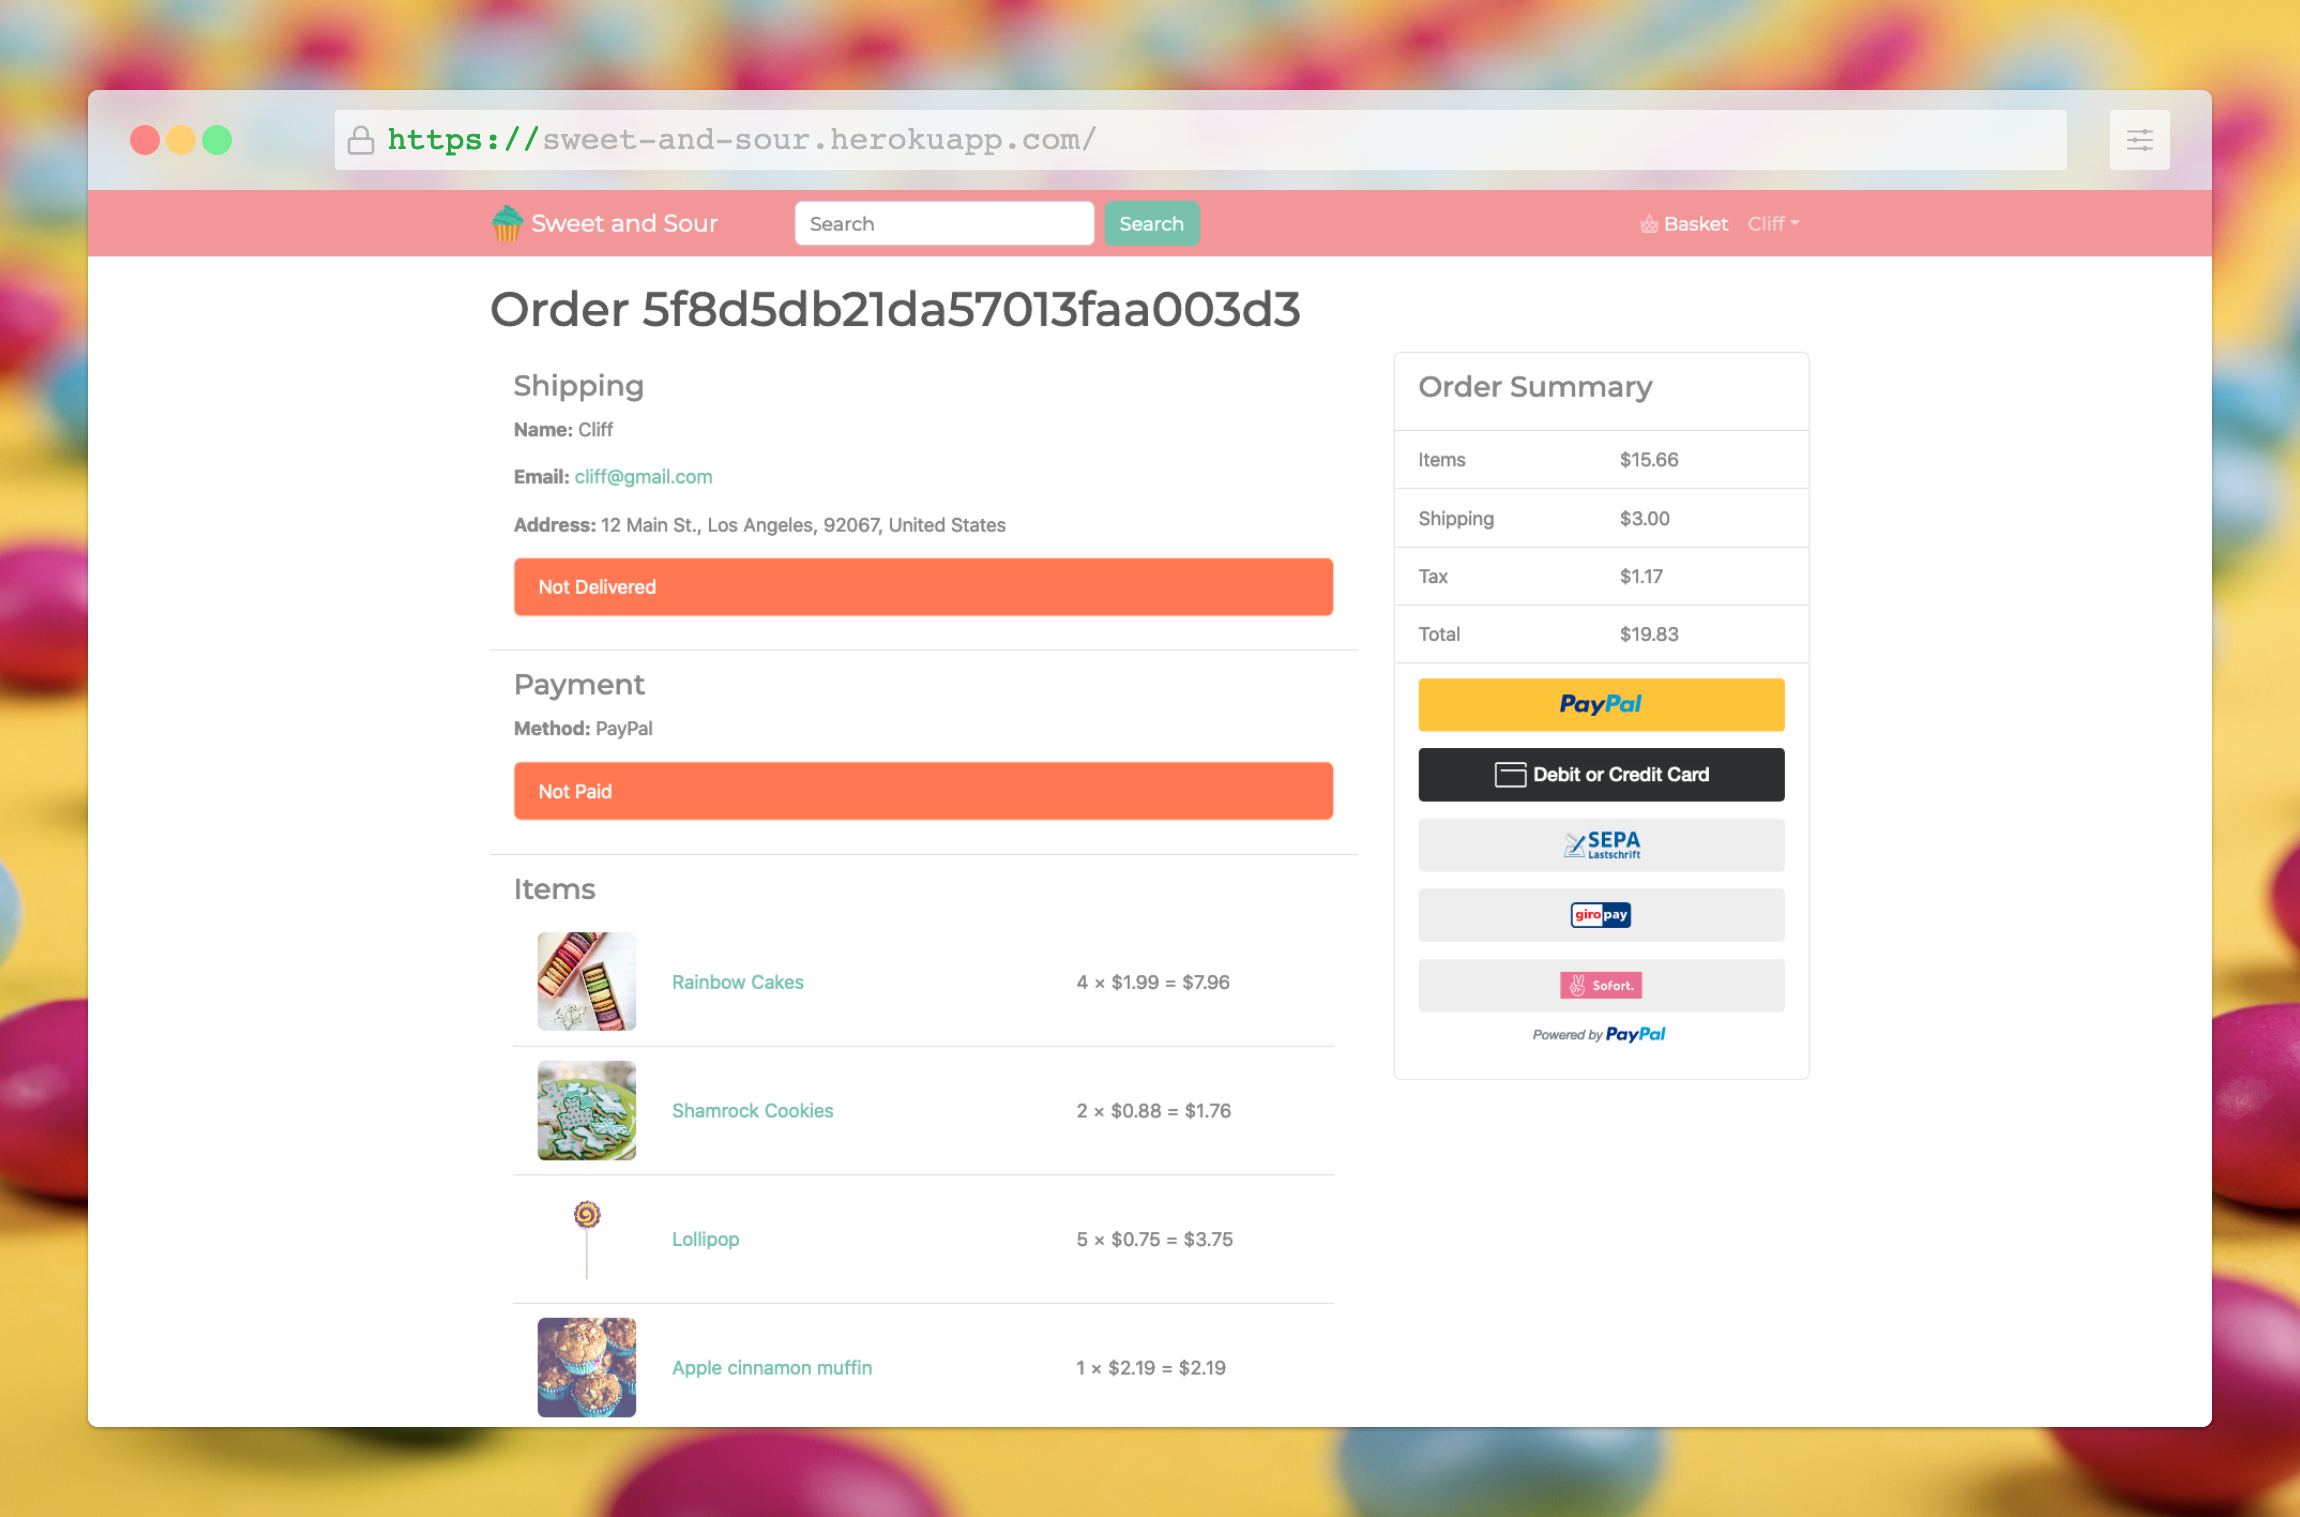 https://sweet-and-sour.herokuapp.com/
Sweet and Sour
Search
Search
Basket
Cliff
Order 5f8d5db21da57013faa003d3
Shipping
Name: Cliff
Email: cliff@gmail.com
Address: 12 Main St., Los Angeles, 92067, United States
Not Delivered
Payment
Method: PayPal
Not Paid
Items
Rainbow Cakes 4 × $1.99 = $7.96
Shamrock Cookies 2 × $0.88 = $1.76
Lollipop 5 × $0.75 = $3.75
Apple cinnamon muffin 1 × $2.19 = $2.19
Order Summary
Items $15.66
Shipping $3.00
Tax $1.17
Total $19.83
PayPal
Debit or Credit Card
SEPA
Lastschrift
giropay
Sofort.
Powered by PayPal